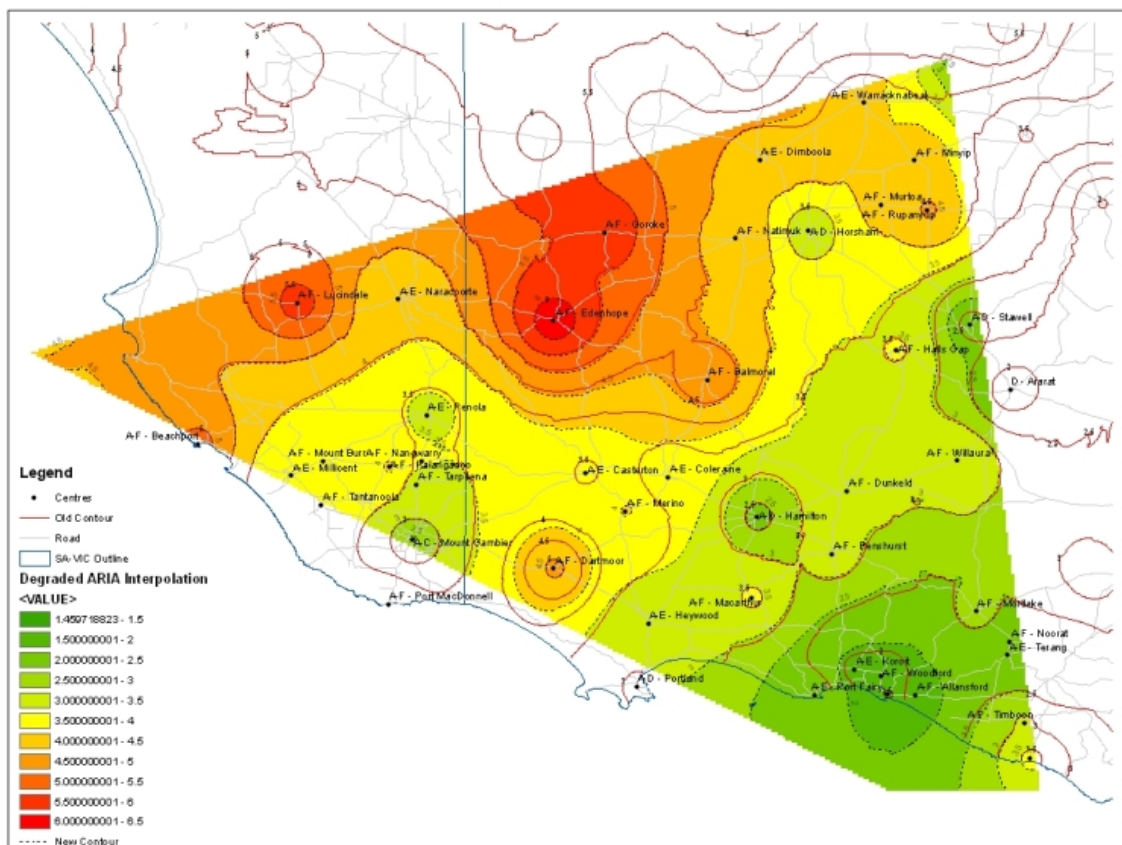 A-E - Warracknabeal
A-E - Dimboola
A-F - Minyip
A-F - Murtoa
A-F - Rupanyup
A-F - Goroke
A-F - Natimuk
A-D - Horsham
A-F - Lucindale
A-E - Naracoorte
A-F - Edenhope
A-D - Stawell
A-F - Halls Gap
A-F - Balmoral
D - Ararat
A-E - Penola
A-F - Beachport
A-F - Mount Burr
A-F - Nangwarry
A-F - Kalangadoo
A-E - Millicent
A-F - Tarpeena
A-E - Casterton
A-E - Coleraine
A-F - Willaura
A-F - Dunkeld
A-F - Tantanoola
A-F - Merino
A-D - Hamilton
A-C - Mount Gambier
A-F - Penshurst
A-F - Dartmoor
A-F - Port MacDonnell
A-F - Macarthur
A-F - Mortlake
A-E - Heywood
A-F - Noorat
A-E - Terang
A-E - Koroit
A-F - Woodford
A-D - Portland
A-E - Port Fairy
A-F - Allansford
A-E - Timboon
Legend
Centres
Old Contour
Road
SA-VIC Outline
Degraded ARIA Interpolation
<VALUE>
1.459718823 - 1.5
1.500000001 - 2
2.000000001 - 2.5
2.500000001 - 3
3.000000001 - 3.5
3.500000001 - 4
4.000000001 - 4.5
4.500000001 - 5
5.000000001 - 5.5
5.500000001 - 6
6.000000001 - 6.5
New Contour